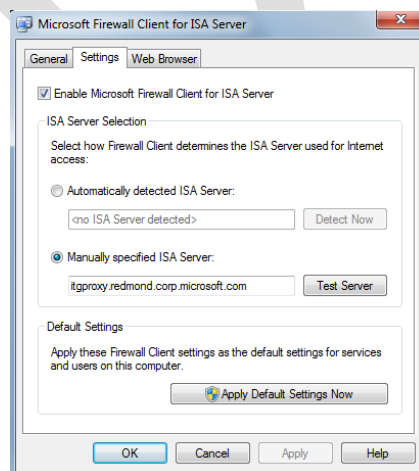 Microsoft Firewall Client for ISA Server
General Settings Web Browser
Enable Microsoft Firewall Client for ISA Server
ISA Server Selection
Select how Firewall Client determines the ISA Server used for Internet
access:
Automatically detected ISA Server:
<no ISA Server detected> Detect Now
Manually specified ISA Server:
itgproxy.redmond.corp.microsoft.com Test Server
Default Settings
Apply these Firewall Client settings as the default settings for services
and users on this computer.
Apply Default Settings Now
OK Cancel Apply Help